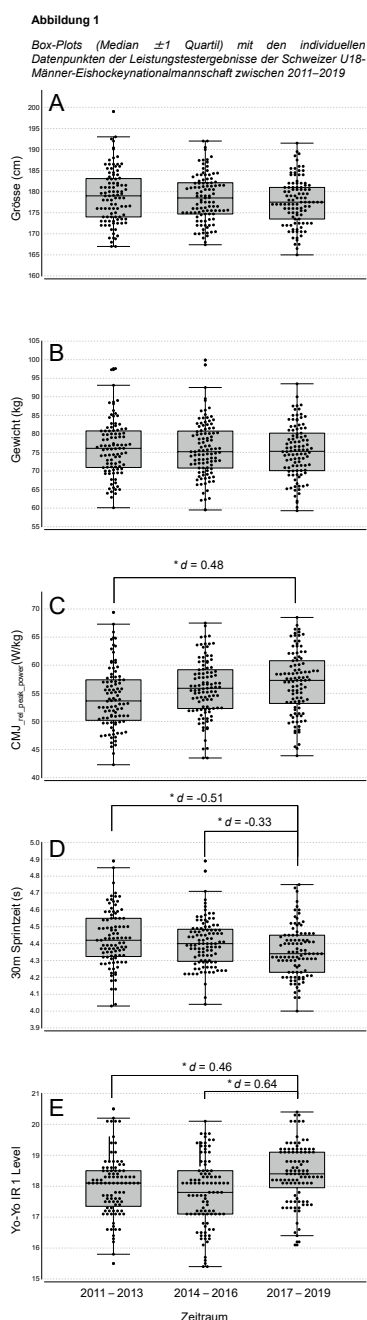 Abbildung 1
Box-Plots (Median ±1 Quartil) mit den individuellen
Datenpunkten der Leistungstestergebnisse der Schweizer U18-
Männer-Eishockeynationalmannschaft zwischen 2011–2019
A
Grösse (cm)
200
195
190
185
180
175
170
165
160
B
Gewicht (kg)
105
100
95
90
85
80
75
70
65
60
55
* d = 0.48
C
CMJ_rel_peak_power(W/kg)
70
65
60
55
50
45
40
* d = -0.51
* d = -0.33
D
30m Sprintzeit (s)
5.0
4.9
4.8
4.7
4.6
4.5
4.4
4.3
4.2
4.1
4.0
3.9
* d = 0.46
* d = 0.64
E
Yo-Yo IR 1 Level
21
20
19
18
17
16
15
2011 – 2013 2014 – 2016 2017 – 2019
Zeitraum